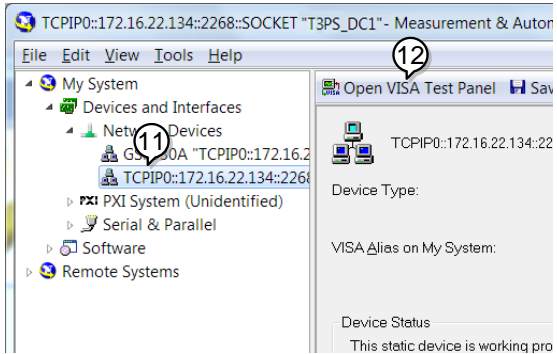 TCPIP0::172.16.22.134::2268::SOCKET "T3PS_DC1" - Measurement & Autom
File Edit View Tools Help
12
My System
Devices and Interfaces
Devices
11
"TCPIP0::172.16.2
TCPIP0::172.16.22.134::2268
PXI PXI System (Unidentified)
Serial & Parallel
Software
Remote Systems
Open VISA Test Panel Sav
TCPIP0::172.16.22.134::22
Device Type:
VISA Alias on My System:
Device Status
This static device is working pro